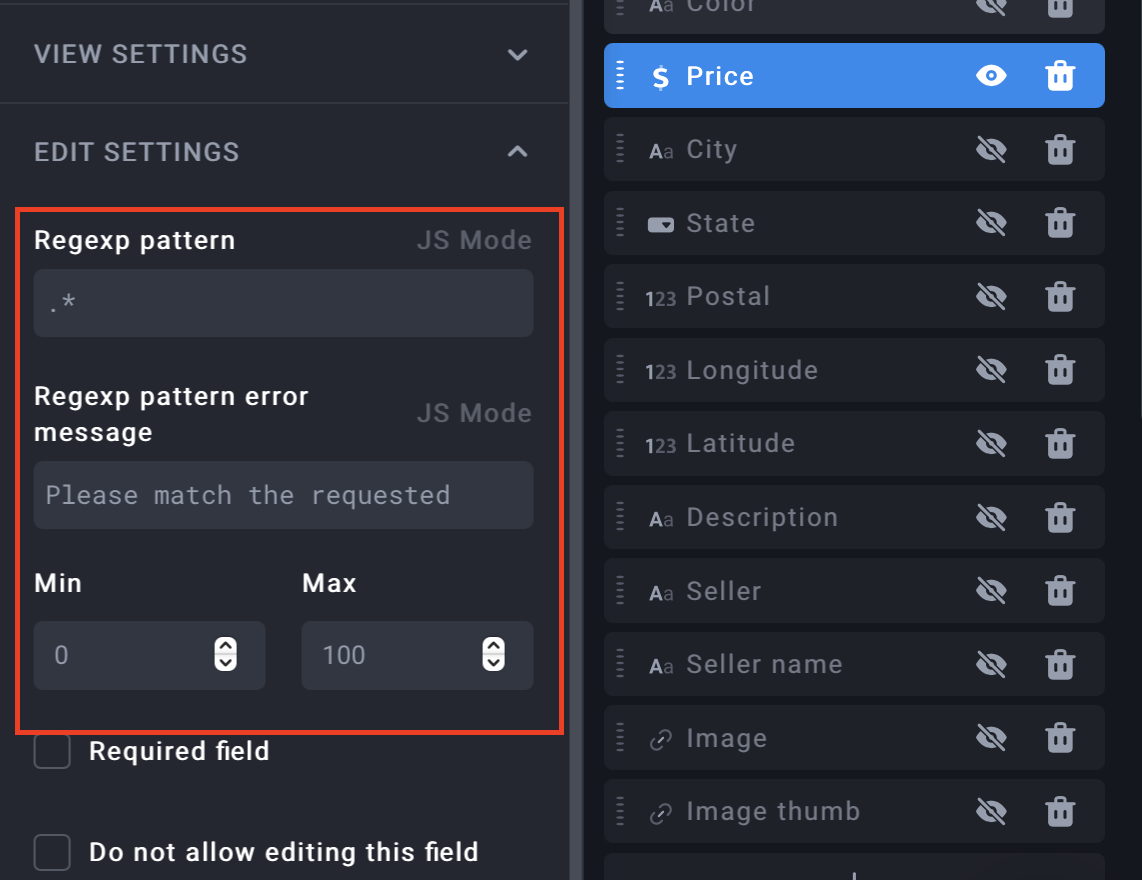 VIEW SETTINGS
EDIT SETTINGS
Regexp pattern
JS Mode
.*
Regexp pattern error
message
JS Mode
Please match the requested
Min
Max
0
100
Required field
Do not allow editing this field
Aa Color
$ Price
Aa City
State
123 Postal
123 Longitude
123 Latitude
Aa Description
Aa Seller
Aa Seller name
Image
Image thumb